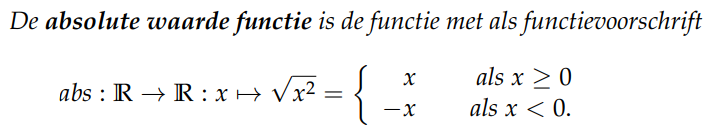 De absolute waarde functie is de functie met als functievoorschrift
abs : ℝ → ℝ : x ↦ √x² = { x als x ≥ 0
−x als x < 0.